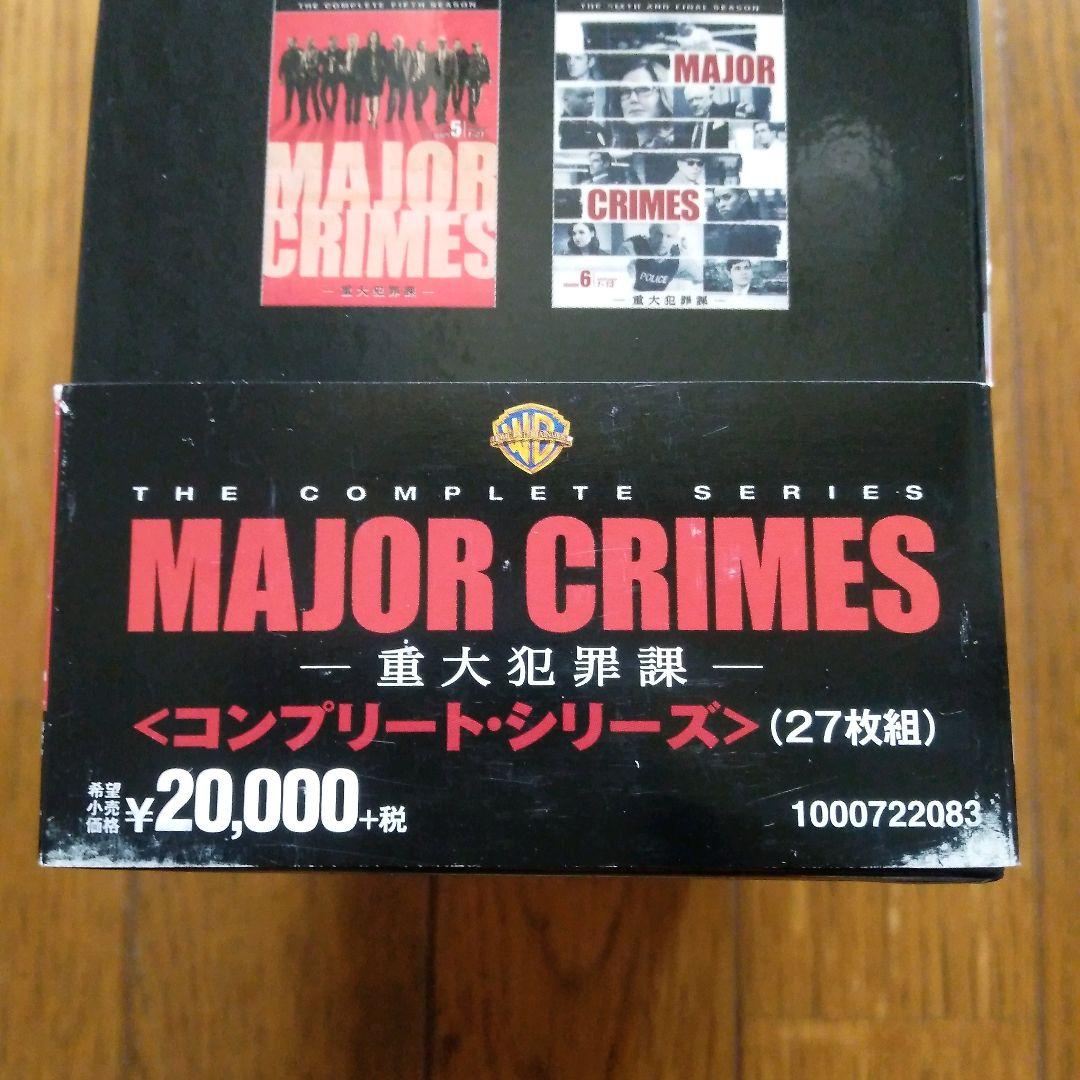 THE COMPLETE FIFTH SEASON
5
MAJOR
CRIMES
重大犯罪課
THE SIXTH AND FINAL SEASON
MAJOR
CRIMES
POLICE
6
重大犯罪課
THE COMPLETE SERIES
MAJOR CRIMES
― 重大犯罪課 ―
<コンプリート・シリーズ>(27枚組)
希望小売価格 ¥20,000+税
1000722083